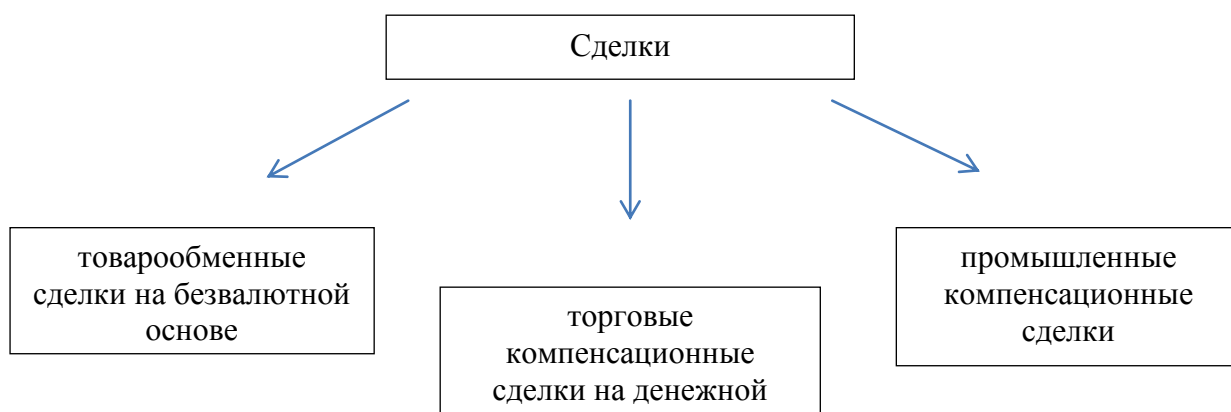 Сделки
товарообменные
сделки на безвалютной
основе
торговые
компенсационные
сделки на денежной
промышленные
компенсационные
сделки